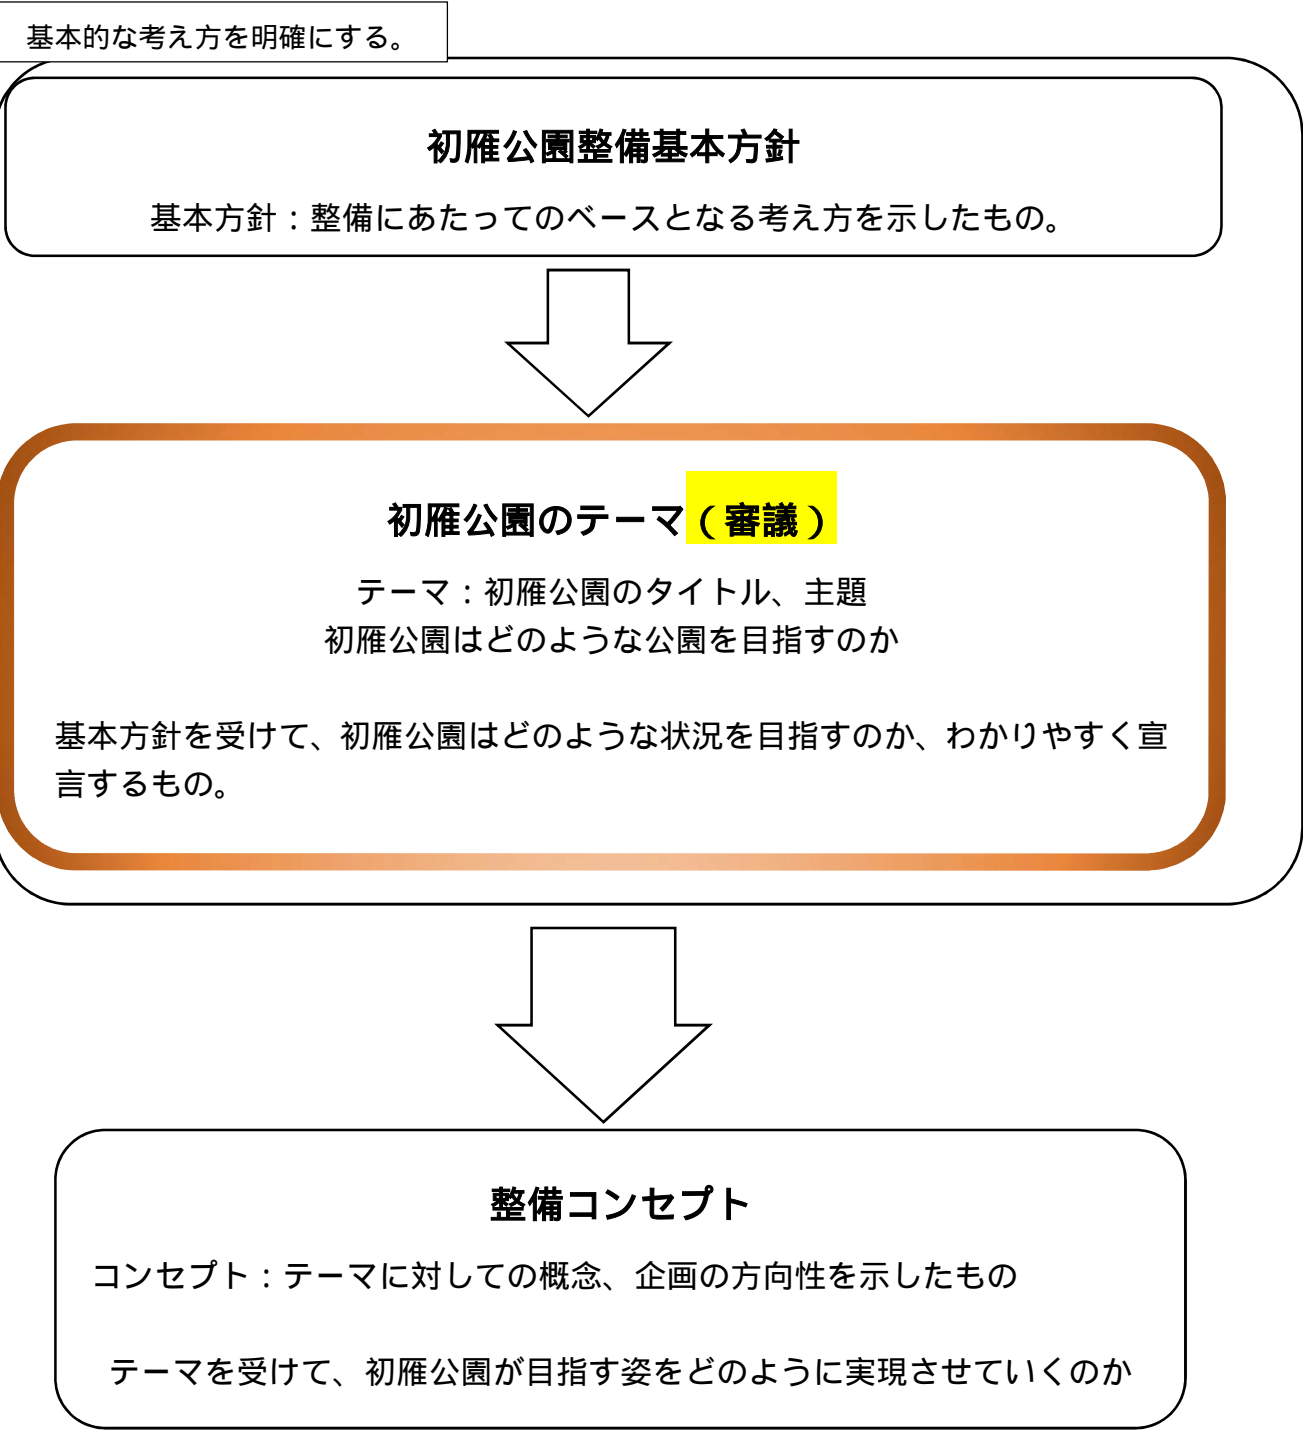 基本的な考え方を明確にする。
初雁公園整備基本方針
基本方針：整備にあたってのベースとなる考え方を示したもの。
初雁公園のテーマ（審議）
テーマ：初雁公園のタイトル、主題
初雁公園はどのような公園を目指すのか
基本方針を受けて、初雁公園はどのような状況を目指すのか、わかりやすく宣
言するもの。
整備コンセプト
コンセプト：テーマに対しての概念、企画の方向性を示したもの
テーマを受けて、初雁公園が目指す姿をどのように実現させていくのか